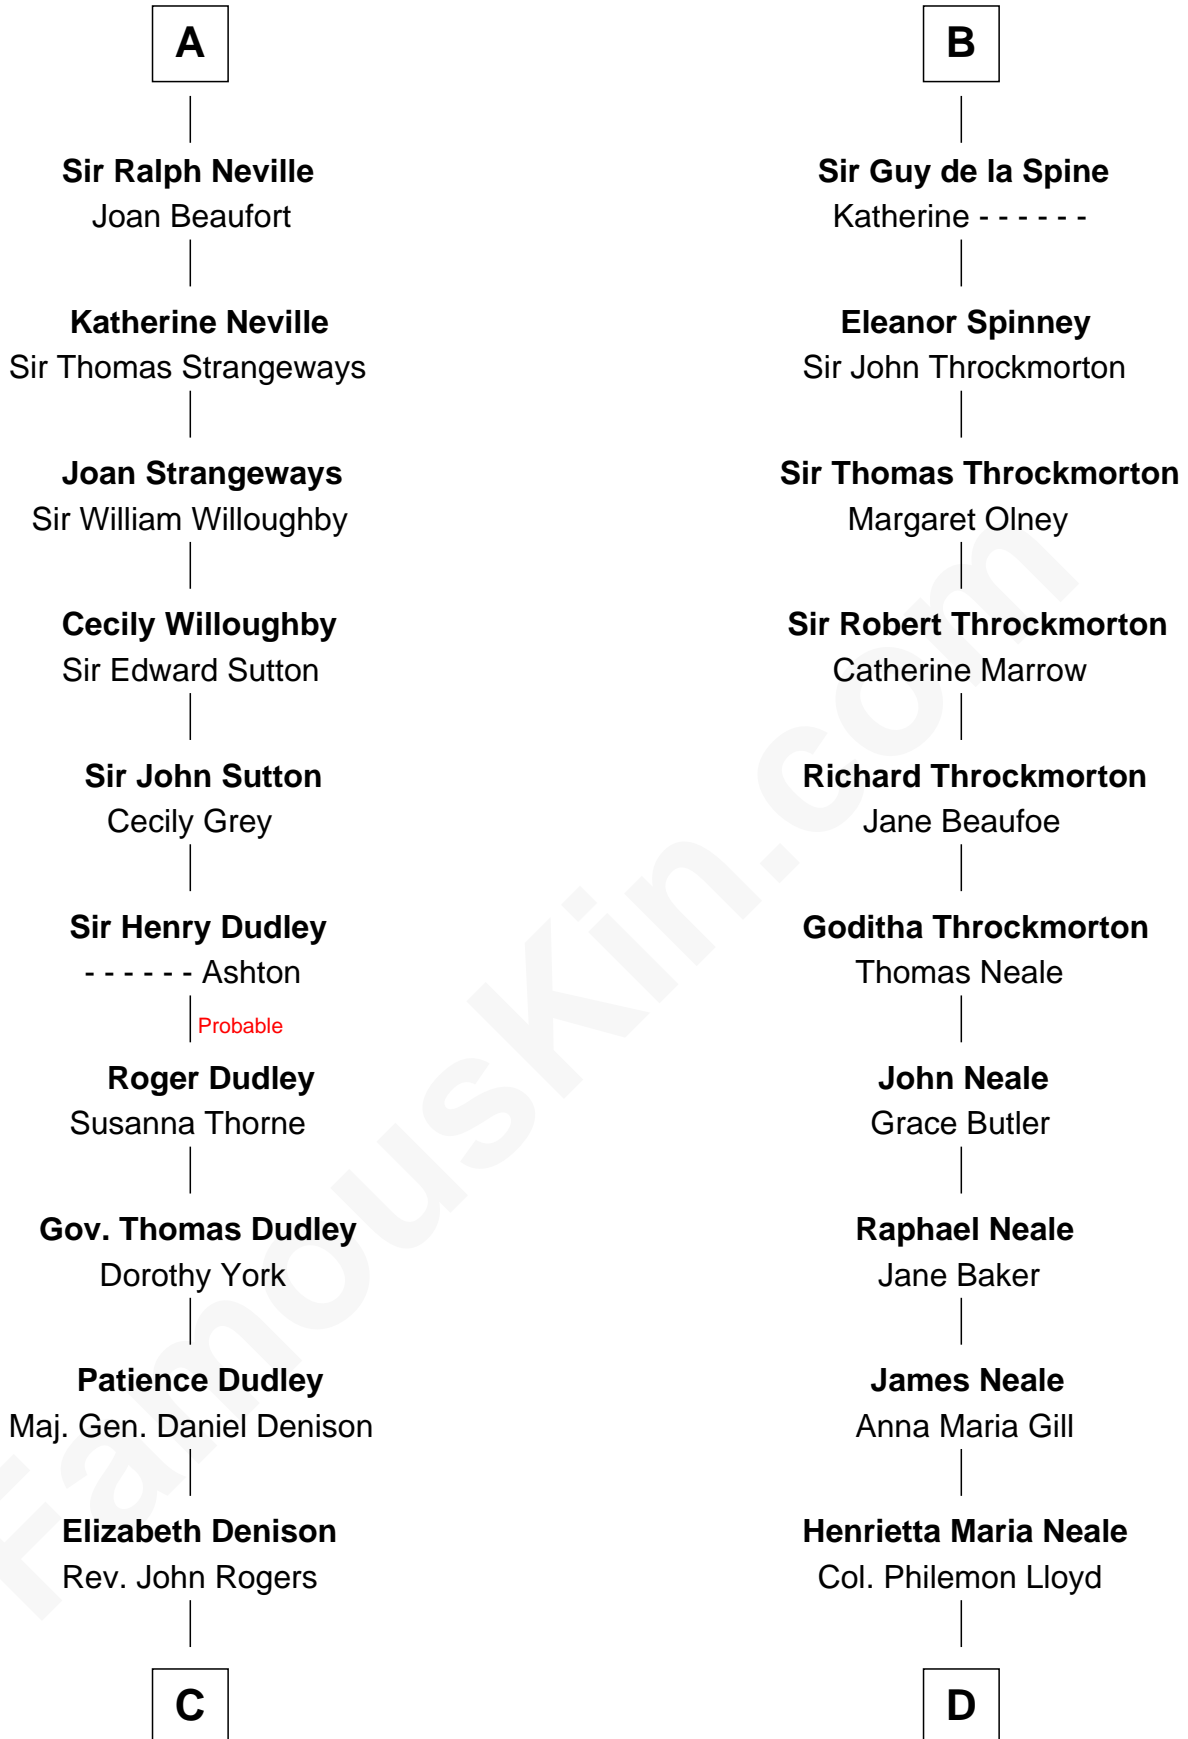 A
Sir Ralph Neville
Joan Beaufort
Katherine Neville
Sir Thomas Strangeways
Joan Strangeways
Sir William Willoughby
Cecily Willoughby
Sir Edward Sutton
Sir John Sutton
Cecily Grey
Sir Henry Dudley
- - - - - - Ashton
Probable
Roger Dudley
Susanna Thorne
Gov. Thomas Dudley
Dorothy York
Patience Dudley
Maj. Gen. Daniel Denison
Elizabeth Denison
Rev. John Rogers
C
B
Sir Guy de la Spine
Katherine - - - - - -
Eleanor Spinney
Sir John Throckmorton
Sir Thomas Throckmorton
Margaret Olney
Sir Robert Throckmorton
Catherine Marrow
Richard Throckmorton
Jane Beaufoe
Goditha Throckmorton
Thomas Neale
John Neale
Grace Butler
Raphael Neale
Jane Baker
James Neale
Anna Maria Gill
Henrietta Maria Neale
Col. Philemon Lloyd
D
FamousKin.com